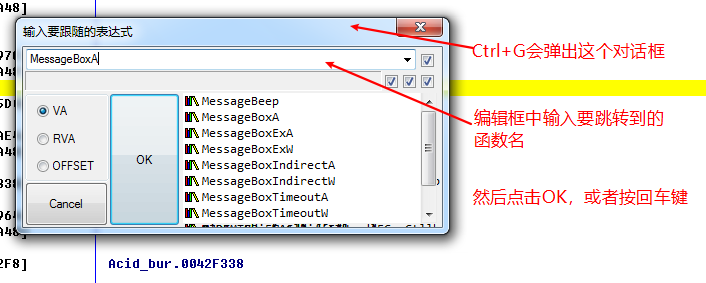 A48]
输入要跟随的表达式
MessageBoxA
Ctrl+G会弹出这个对话框
VA
RVA
OFFSET
OK
Cancel
MessageBeep
MessageBoxA
MessageBoxExA
MessageBoxExW
MessageBoxIndirectA
MessageBoxIndirectW
MessageBoxTimeoutA
MessageBoxTimeoutW
编辑框中输入要跳转到的
函数名
然后点击OK，或者按回车键
2F8]
Acid_bur.0042F338